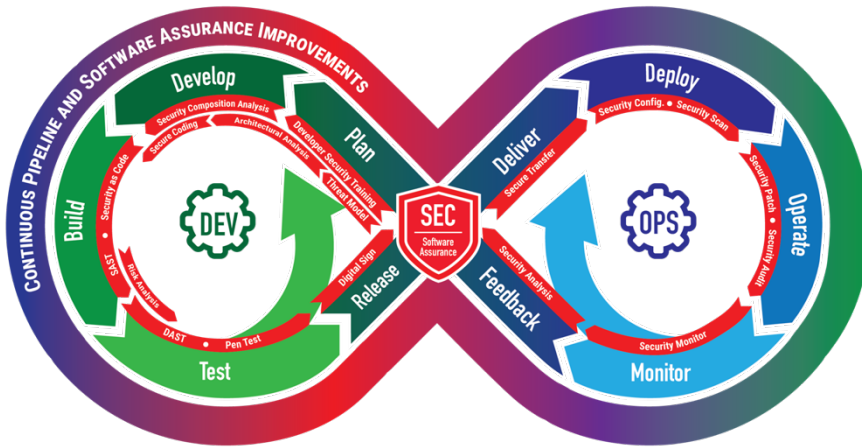 CONTINUOUS PIPELINE AND SOFTWARE ASSURANCE IMPROVEMENTS
Plan
Developer Security Training
Threat Model
Develop
Security Composition Analysis
Architectural Analysis
Secure Coding
Build
Security as Code • SAST
Risk Analysis
Test
DAST • Pen Test
Release
Digital Sign
DEV
SEC
Software
Assurance
Deliver
Secure Transfer
Deploy
Security Config. • Security Scan
Operate
Security Patch • Security Audit
Monitor
Security Monitor
Feedback
Security Analysis
OPS